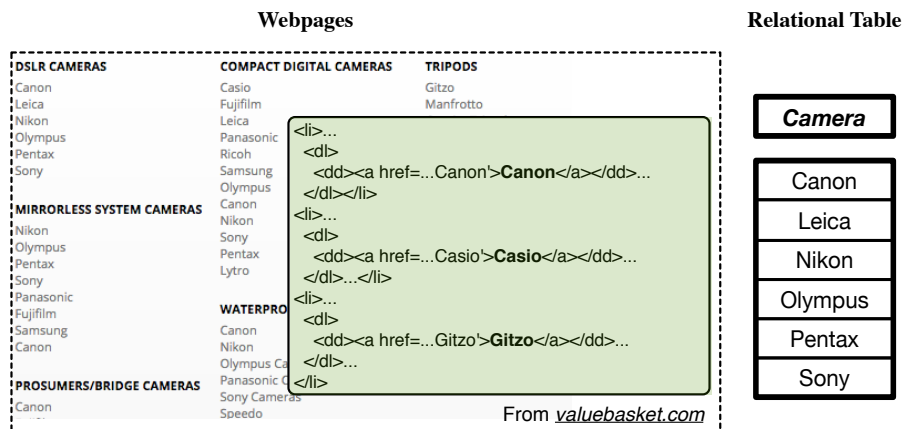 Webpages
Relational Table
DSLR CAMERAS
Canon
Leica
Nikon
Olympus
Pentax
Sony
MIRRORLESS SYSTEM CAMERAS
Nikon
Olympus
Pentax
Sony
Panasonic
Fujifilm
Samsung
Canon
PROSUMERS/BRIDGE CAMERAS
Canon
COMPACT DIGITAL CAMERAS
Casio
Fujifilm
Leica
Panasonic
Ricoh
Samsung
Olympus
Canon
Nikon
Sony
Pentax
Lytro
WATERPRO
Canon
Nikon
Olympus Ca
Panasonic C
Sony Cameras
Speedo
TRIPODS
Gitzo
Manfrotto
<li>...
<dl>
<dd><a href=...Canon'>Canon</a></dd>...
</dl></li>
<li>...
<dl>
<dd><a href=...Casio'>Casio</a></dd>...
</dl>...</li>
<li>...
<dl>
<dd><a href=...Gitzo'>Gitzo</a></dd>...
</dl>...
</li>
From valuebasket.com
Camera
Canon
Leica
Nikon
Olympus
Pentax
Sony